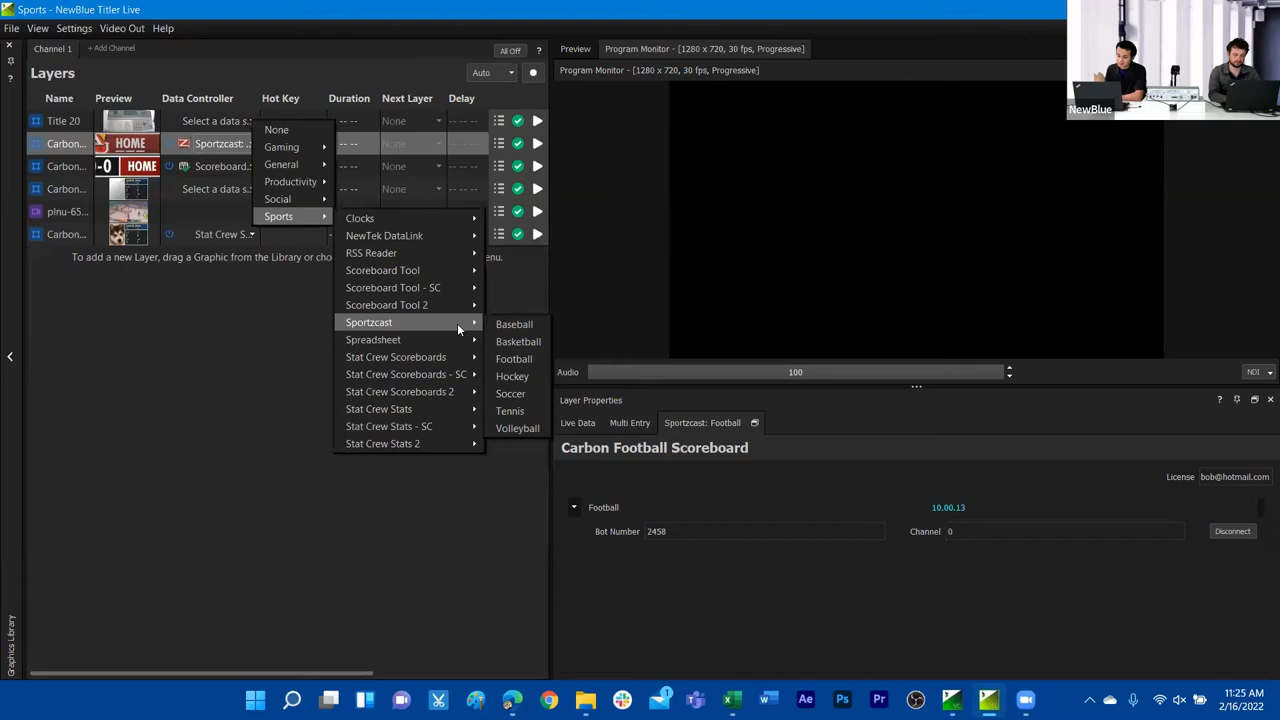 Sports - NewBlue Titler Live
File View Settings Video Out Help
Channel 1 + Add Channel
All Off ?
Preview Program Monitor - [1280 x 720, 30 fps, Progressive]
Layers
Auto
Program Monitor - [1280 x 720, 30 fps, Progressive]
NewBlue
Name Preview Data Controller Hot Key Duration Next Layer Delay
Title 20 Select a data s. None -- -- --
Carbon... HOME Sportzcast: ... -- -- None -- -- --
Carbon... -0 HOME Scoreboard. -- -- None -- -- --
Carbon... Select a data s. -- -- None -- -- --
plnu-65...
Carbon... Stat Crew S...
To add a new Layer, drag a Graphic from the Library or choo
enu.
None
Gaming
General
Productivity
Social
Sports
Clocks
NewTek DataLink
RSS Reader
Scoreboard Tool
Scoreboard Tool - SC
Scoreboard Tool 2
Sportzcast
Spreadsheet
Stat Crew Scoreboards
Stat Crew Scoreboards - SC
Stat Crew Scoreboards 2
Stat Crew Stats
Stat Crew Stats - SC
Stat Crew Stats 2
Baseball
Basketball
Football
Hockey
Soccer
Tennis
Volleyball
Audio 100 NDI
Layer Properties ?
Live Data Multi Entry Sportzcast: Football
Carbon Football Scoreboard
License bob@hotmail.com
Football 10.00.13
Bot Number 2458 Channel 0 Disconnect
Graphics Library
11:25 AM
2/16/2022